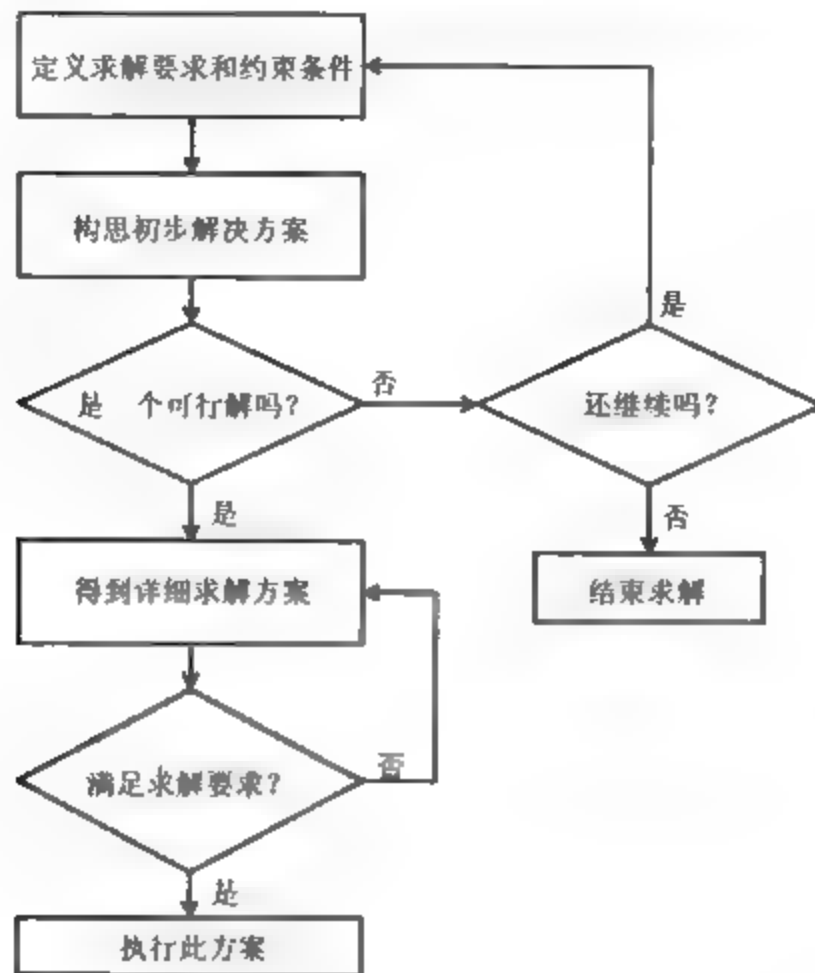 定义求解要求和约束条件
构思初步解决方案
是 个可行解吗?
否
还继续吗?
是
是
否
得到详细求解方案
结束求解
满足求解要求?
否
是
执行此方案